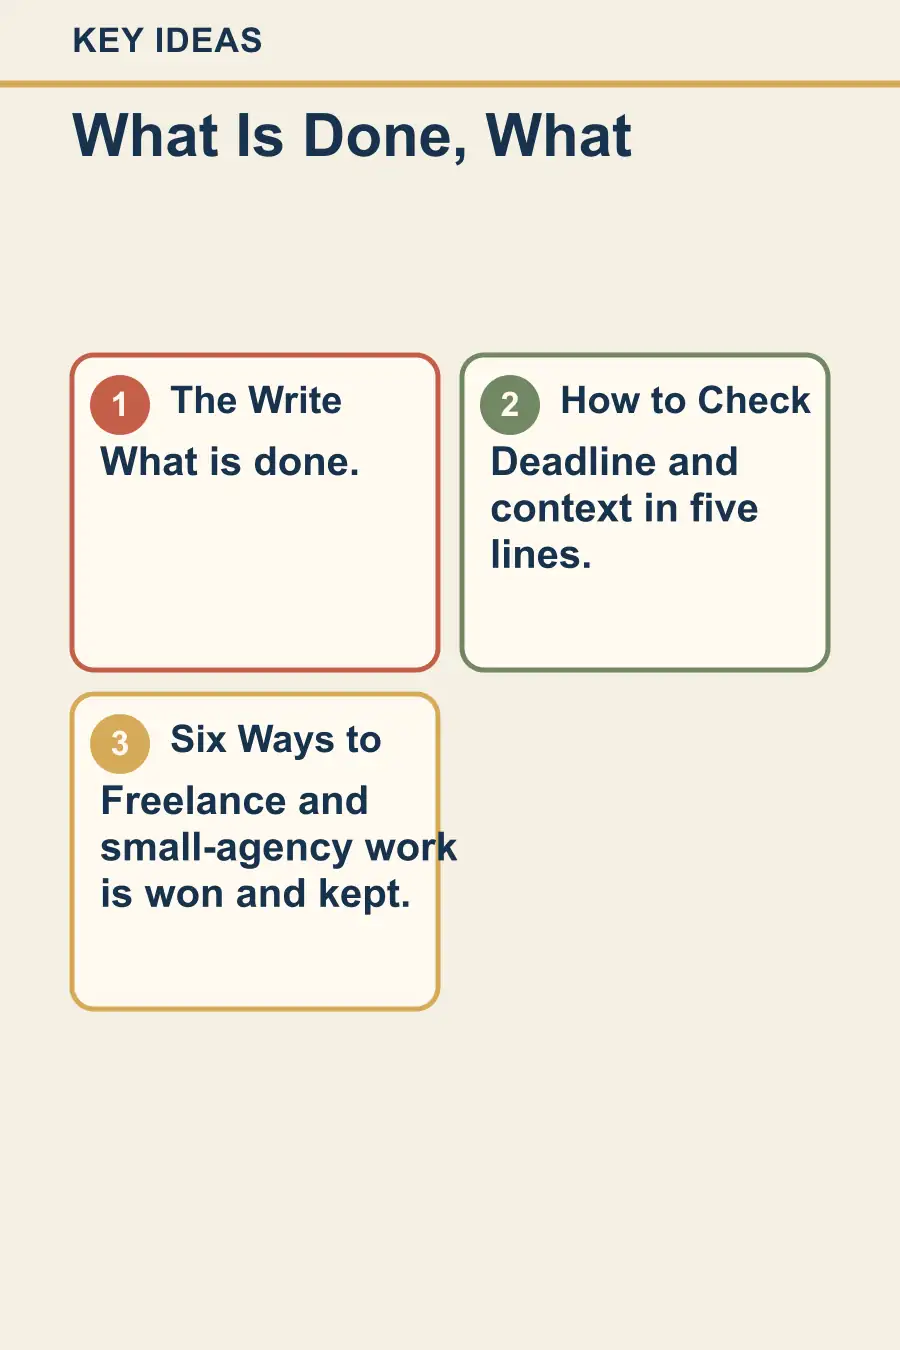 KEY IDEAS
What Is Done, What
1
The Write
What is done.
2
How to Check
Deadline and
context in five
lines.
3
Six Ways to
Freelance and
small-agency work
is won and kept.